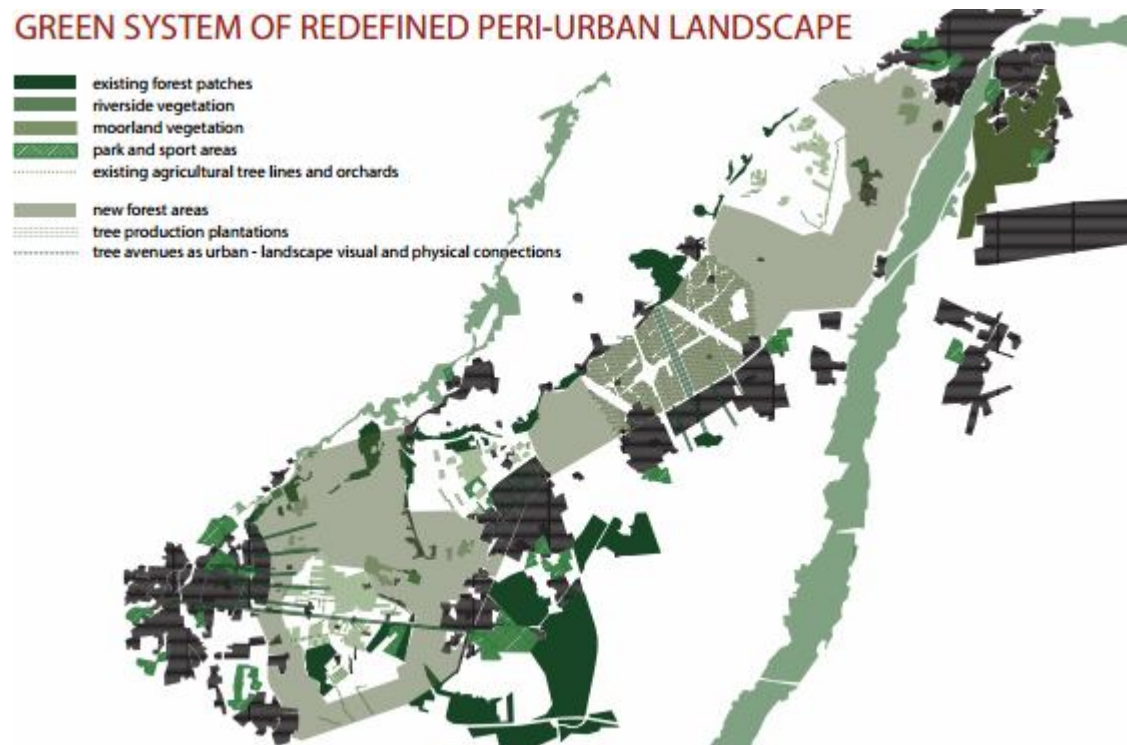 GREEN SYSTEM OF REDEFINED PERI-URBAN LANDSCAPE
existing forest patches
riverside vegetation
moorland vegetation
park and sport areas
existing agricultural tree lines and orchards
new forest areas
tree production plantations
tree avenues as urban - landscape visual and physical connections